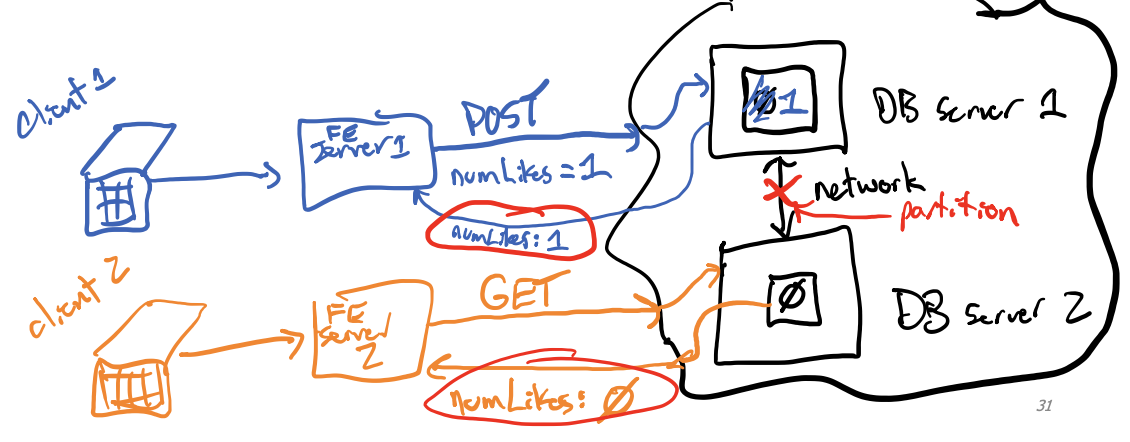 client 1
FE
Server 1
POST
numLikes = 1
numLikes: 1
1
DB server 1
network
partition
client 2
FE
Server
2
GET
numLikes: Ø
Ø
DB server 2
31